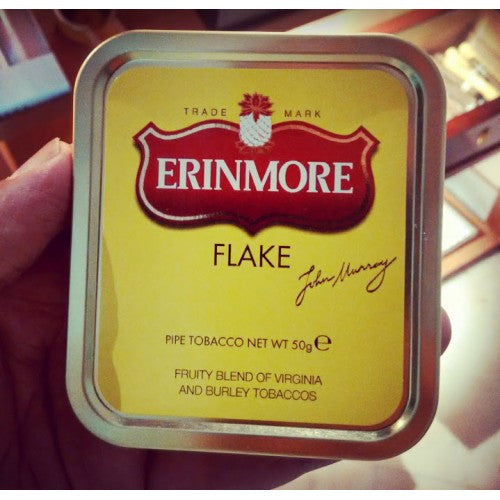 TRADE MARK
ERINMORE
FLAKE
John Murray
PIPE TOBACCO NET WT 50g e
FRUITY BLEND OF VIRGINIA
AND BURLEY TOBACCOS